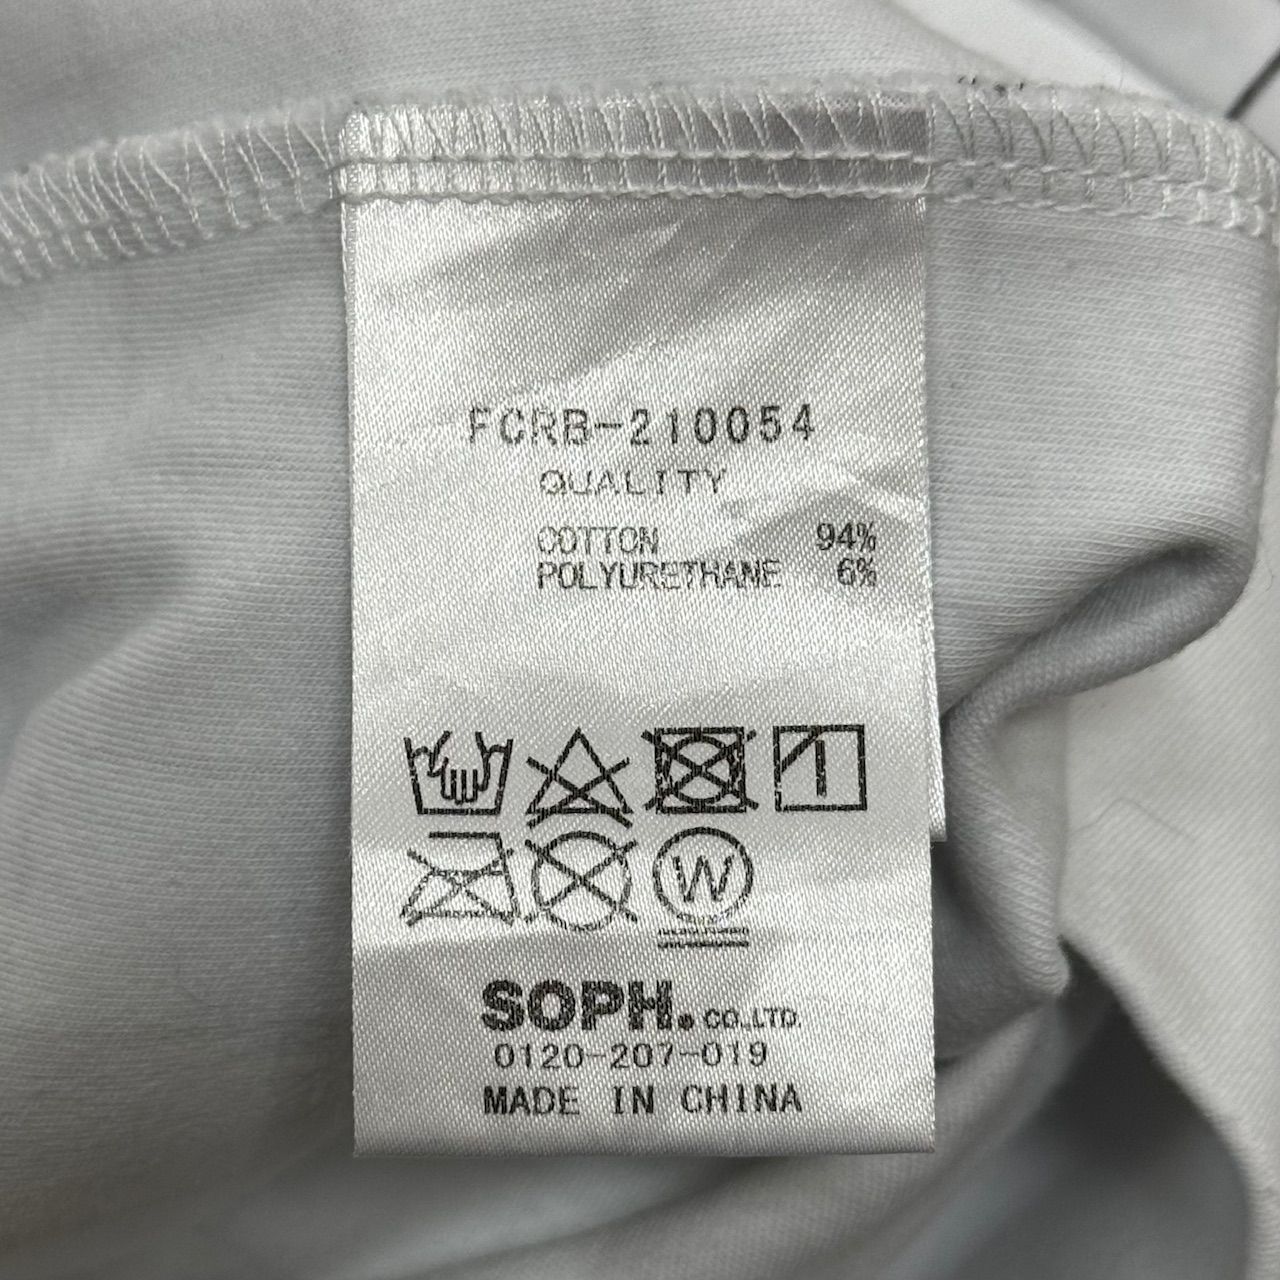 FCRB-210054
QUALITY
COTTON 94%
POLYURETHANE 6%
W
SOPH. CO.,LTD.
0120-207-019
MADE IN CHINA